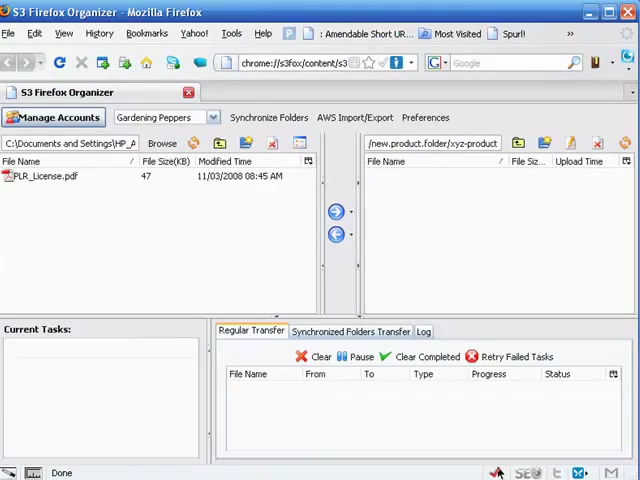 S3 Firefox Organizer - Mozilla Firefox
File Edit View History Bookmarks Yahoo! Tools Help : Amendable Short UR... Most Visited Spurl! »
chrome://s3fox/content/s3 Google
S3 Firefox Organizer
Manage Accounts Gardening Peppers Synchronize Folders AWS Import/Export Preferences
C:\Documents and Settings\HP_A Browse /new.product.folder/xyz-product
File Name File Size(KB) Modified Time File Name File Siz... Upload Time
PLR_License.pdf 47 11/03/2008 08:45 AM
Current Tasks: Regular Transfer Synchronized Folders Transfer Log
Clear Pause Clear Completed Retry Failed Tasks
File Name From To Type Progress Status
Done SE